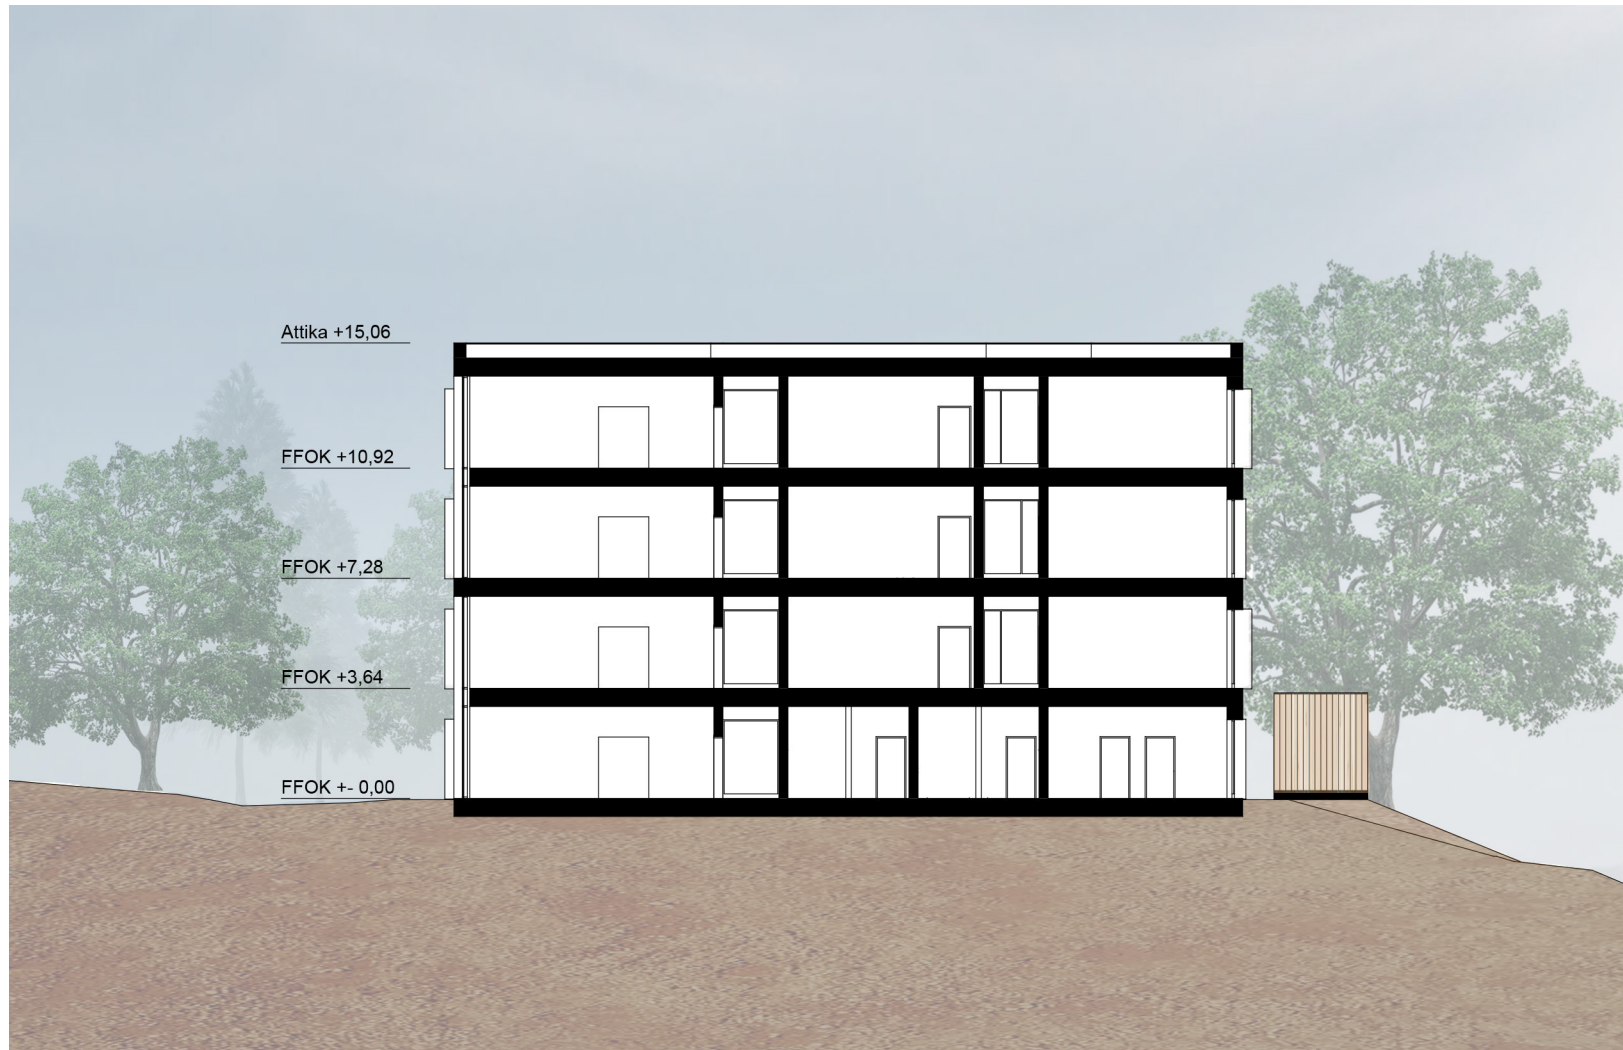 Attika +15,06
FFOK +10,92
FFOK +7,28
FFOK +3,64
FFOK +- 0,00